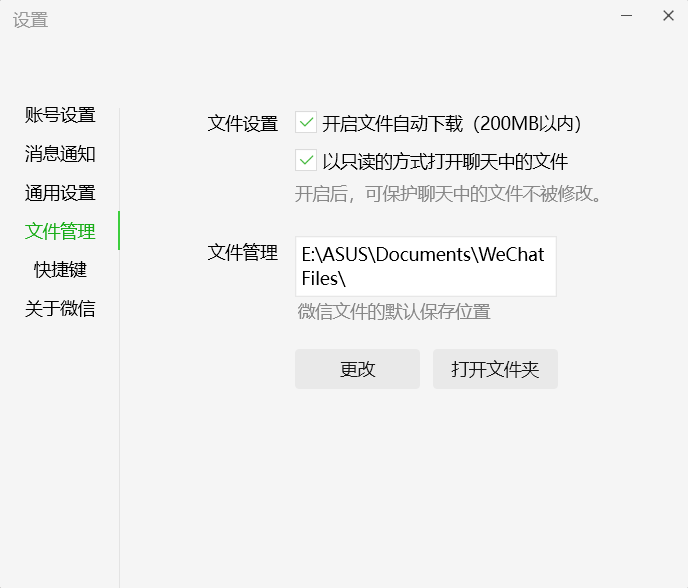 设置
账号设置
消息通知
通用设置
文件管理
快捷键
关于微信
文件设置
开启文件自动下载（200MB以内）
以只读的方式打开聊天中的文件
开启后，可保护聊天中的文件不被修改。
文件管理
E:\ASUS\Documents\WeChat
Files\
微信文件的默认保存位置
更改
打开文件夹